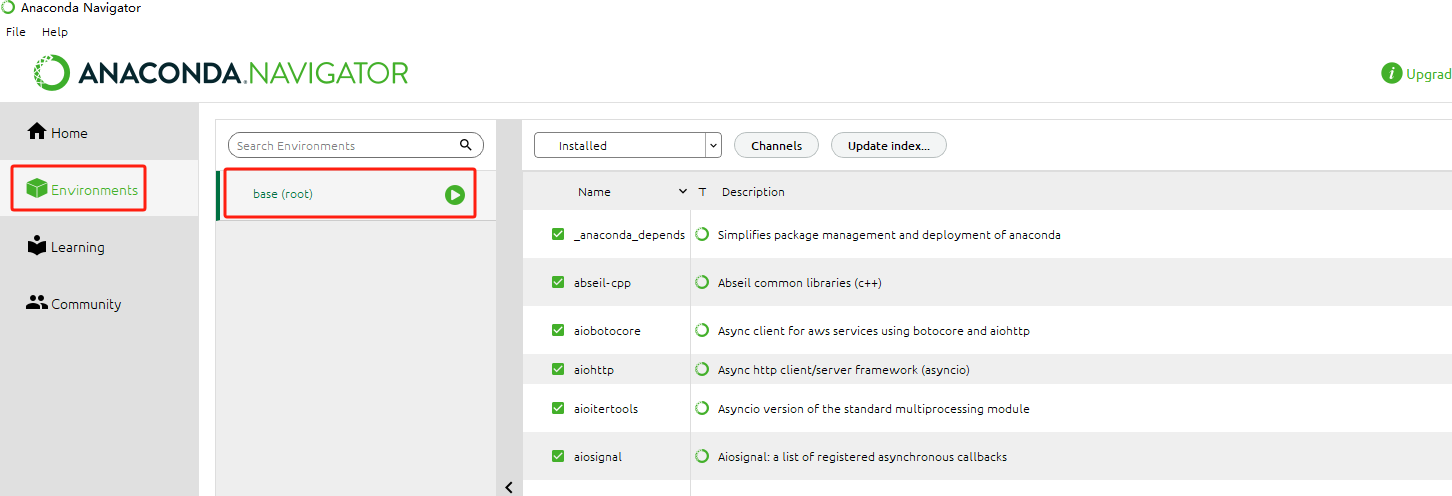 Anaconda Navigator
File Help
ANACONDA.NAVIGATOR
Upgrad
Home
Environments
Learning
Community
Search Environments
base (root)
Installed Channels Update index...
Name T Description
_anaconda_depends Simplifies package management and deployment of anaconda
abseil-cpp Abseil common libraries (c++)
aiobotocore Async client for aws services using botocore and aiohttp
aiohttp Async http client/server framework (asyncio)
aioitertools Asyncio version of the standard multiprocessing module
aiosignal Aiosignal: a list of registered asynchronous callbacks